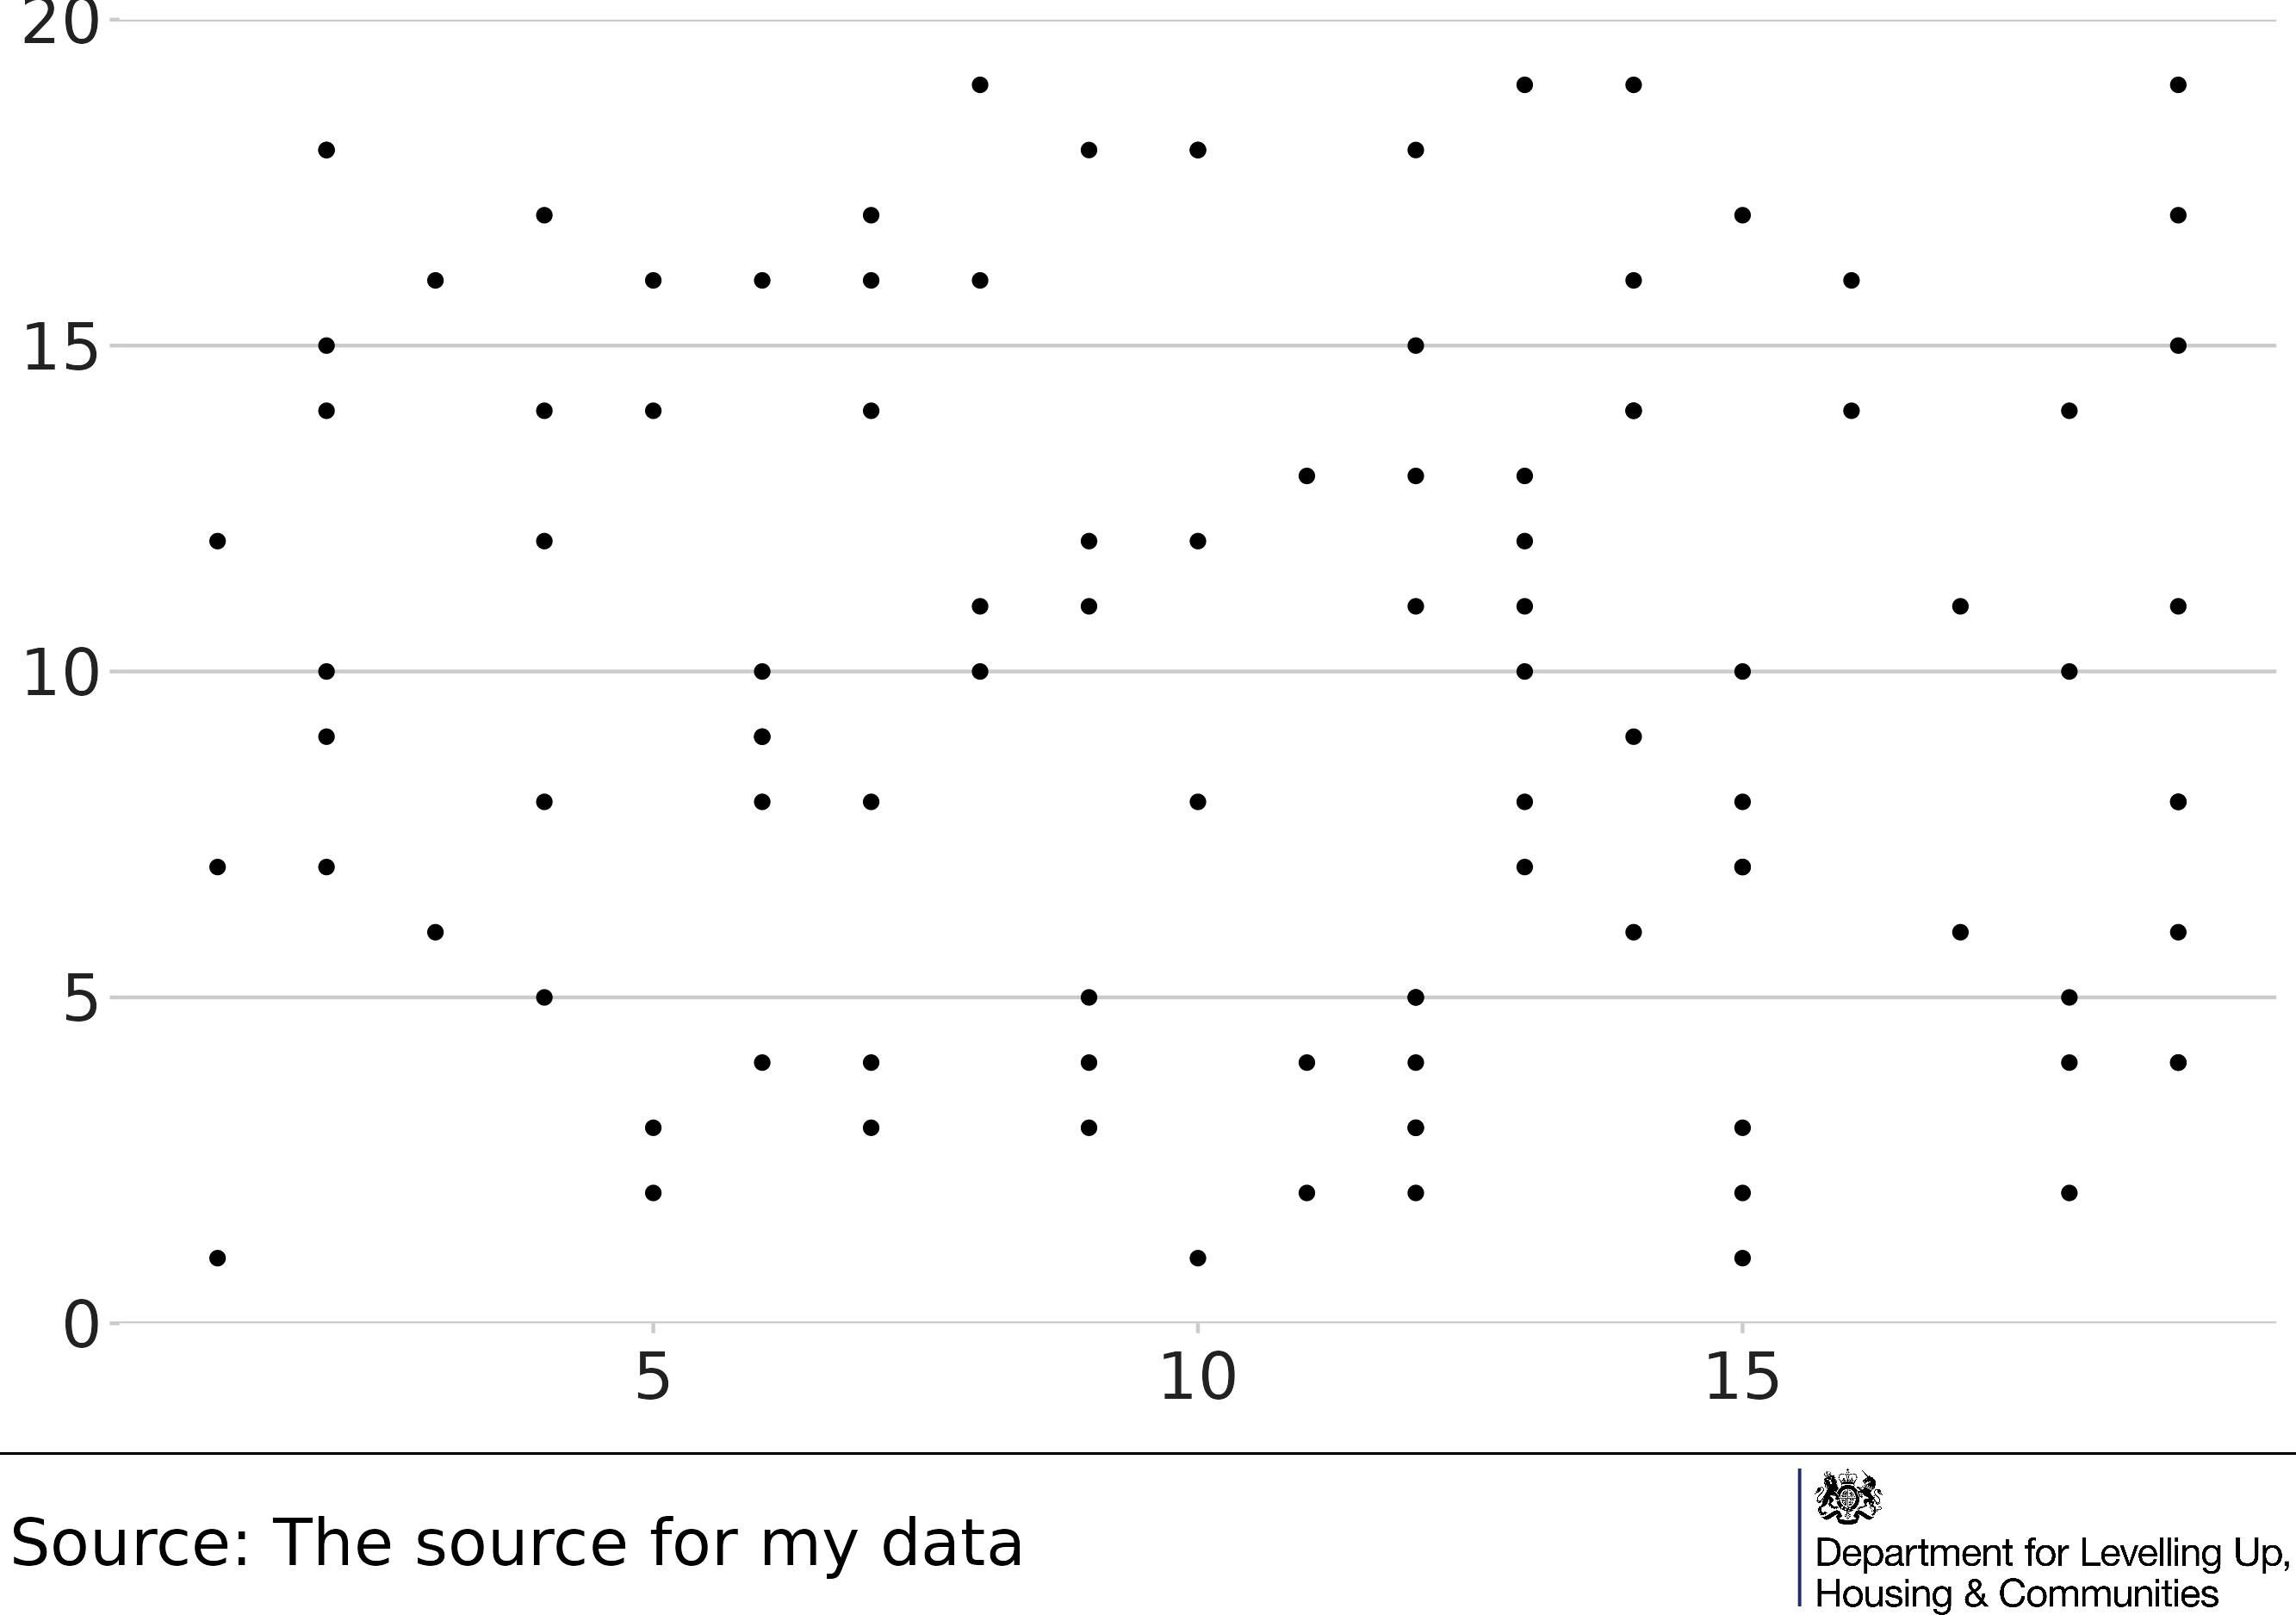 20
15
10
5
0
5 10 15
Source: The source for my data
Department for Levelling Up,
Housing & Communities